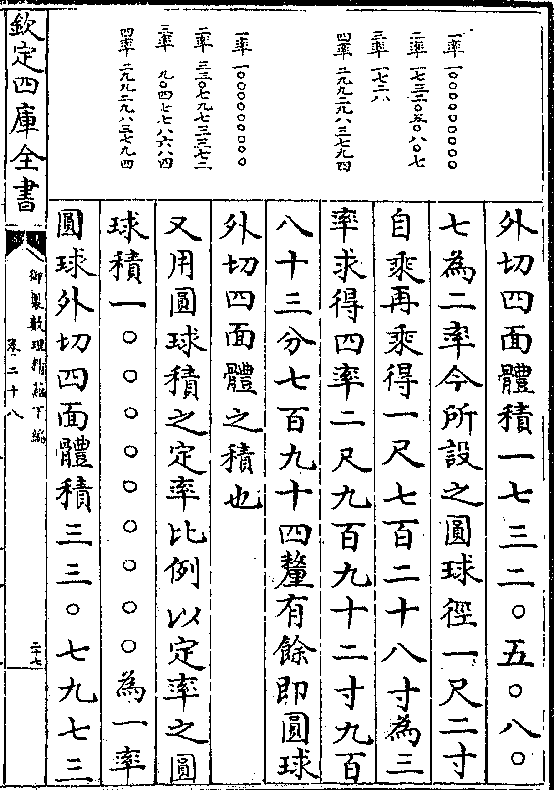 一率 一〇〇〇〇〇〇〇〇〇
二率 一七三二〇五〇八〇七
三率 一七二八
四率 二九九二九八三七九四
一率 一〇〇〇〇〇〇〇〇〇
二率 三三〇七九七三三七二
三率 九〇四七七八六八四
四率 二九九二九八三七九四
外切四面體積一七三二〇五〇八〇
七為二率今所設之圓球徑一尺二寸
自乘再乘得一尺七百二十八寸為三
率求得四率二尺九百九十二寸九百
八十三分七百九十四釐有餘即圓球
外切四面體之積也
又用圓球積之定率比例以定率之圓
球積一〇〇〇〇〇〇〇〇〇為一率
圓球外切四面體積三三〇七九七三
欽定四庫全書
御製數理精蘊下編
卷二十八
二七